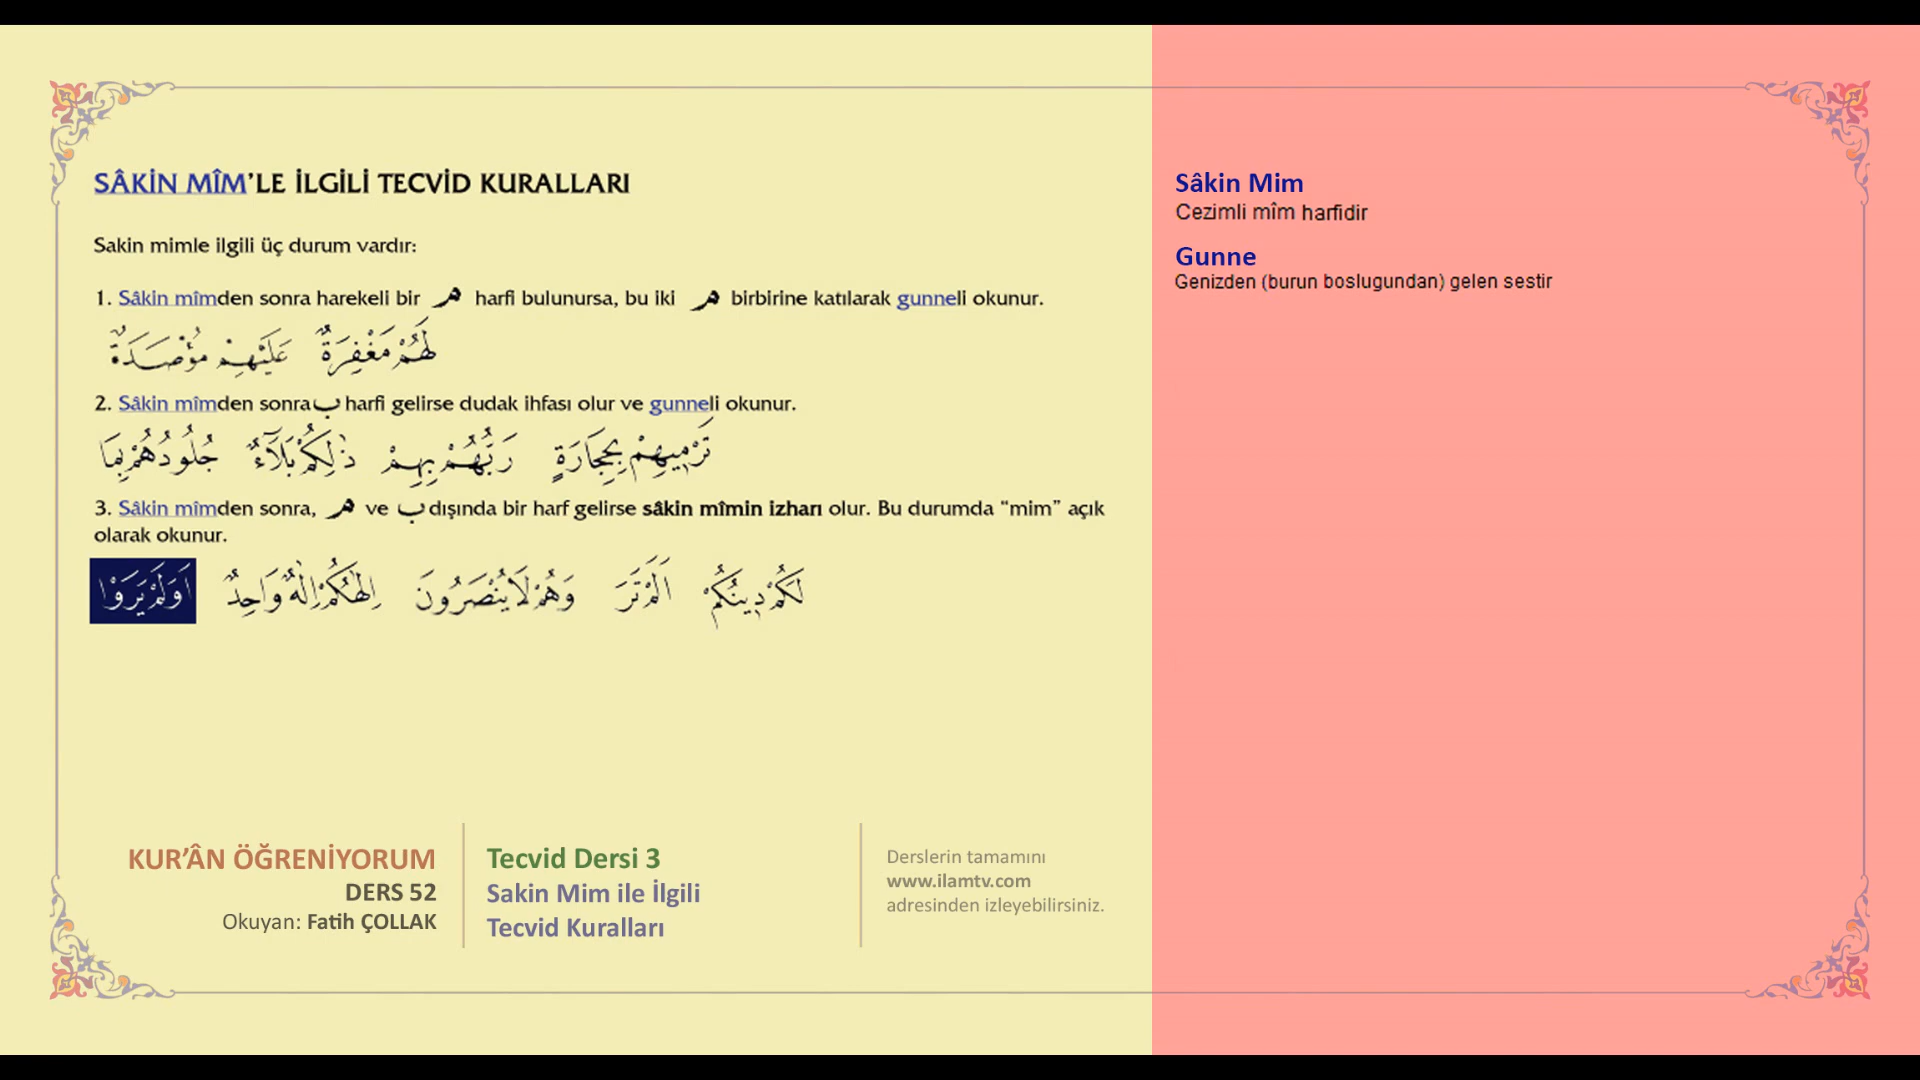 SÂKİN MÎM’LE İLGİLİ TECVİD KURALLARI
Sakin mimle ilgili üç durum vardır:
1. Sâkin mîmden sonra harekeli bir مْ harfi bulunursa, bu iki مْ birbirine katılarak gunneli okunur.
لَهُمْ مَغْفِرَةٌ عَلَيْهِمْ مُؤْصَدَةٌ
2. Sâkin mîmden sonra ب harfi gelirse dudak ihfası olur ve gunneli okunur.
تَرْمِيهِمْ بِحِجَارَةٍ رَبَّهُمْ بِهِمْ ذٰلِكُمْ بَلَآءٌ جُلُودُهُمْ بِمَا
3. Sâkin mîmden sonra, مْ ve ب dışında bir harf gelirse sâkin mîmin izharı olur. Bu durumda “mim” açık
olarak okunur.
لَكُمْ دِينُكُمْ اَلَمْ تَرَ وَهُمْ لَا يُنْصَرُونَ اِلٰهُكُمْ اِلٰهٌ وَاحِدٌ اَوَلَمْ يَرَوْا
Sâkin Mim
Cezimli mîm harfidir
Gunne
Genizden (burun boslugundan) gelen sestir
KUR’ÂN ÖĞRENİYORUM
DERS 52
Okuyan: Fatih ÇOLLAK
Tecvid Dersi 3
Sakin Mim ile İlgili
Tecvid Kuralları
Derslerin tamamını
www.ilamtv.com
adresinden izleyebilirsiniz.